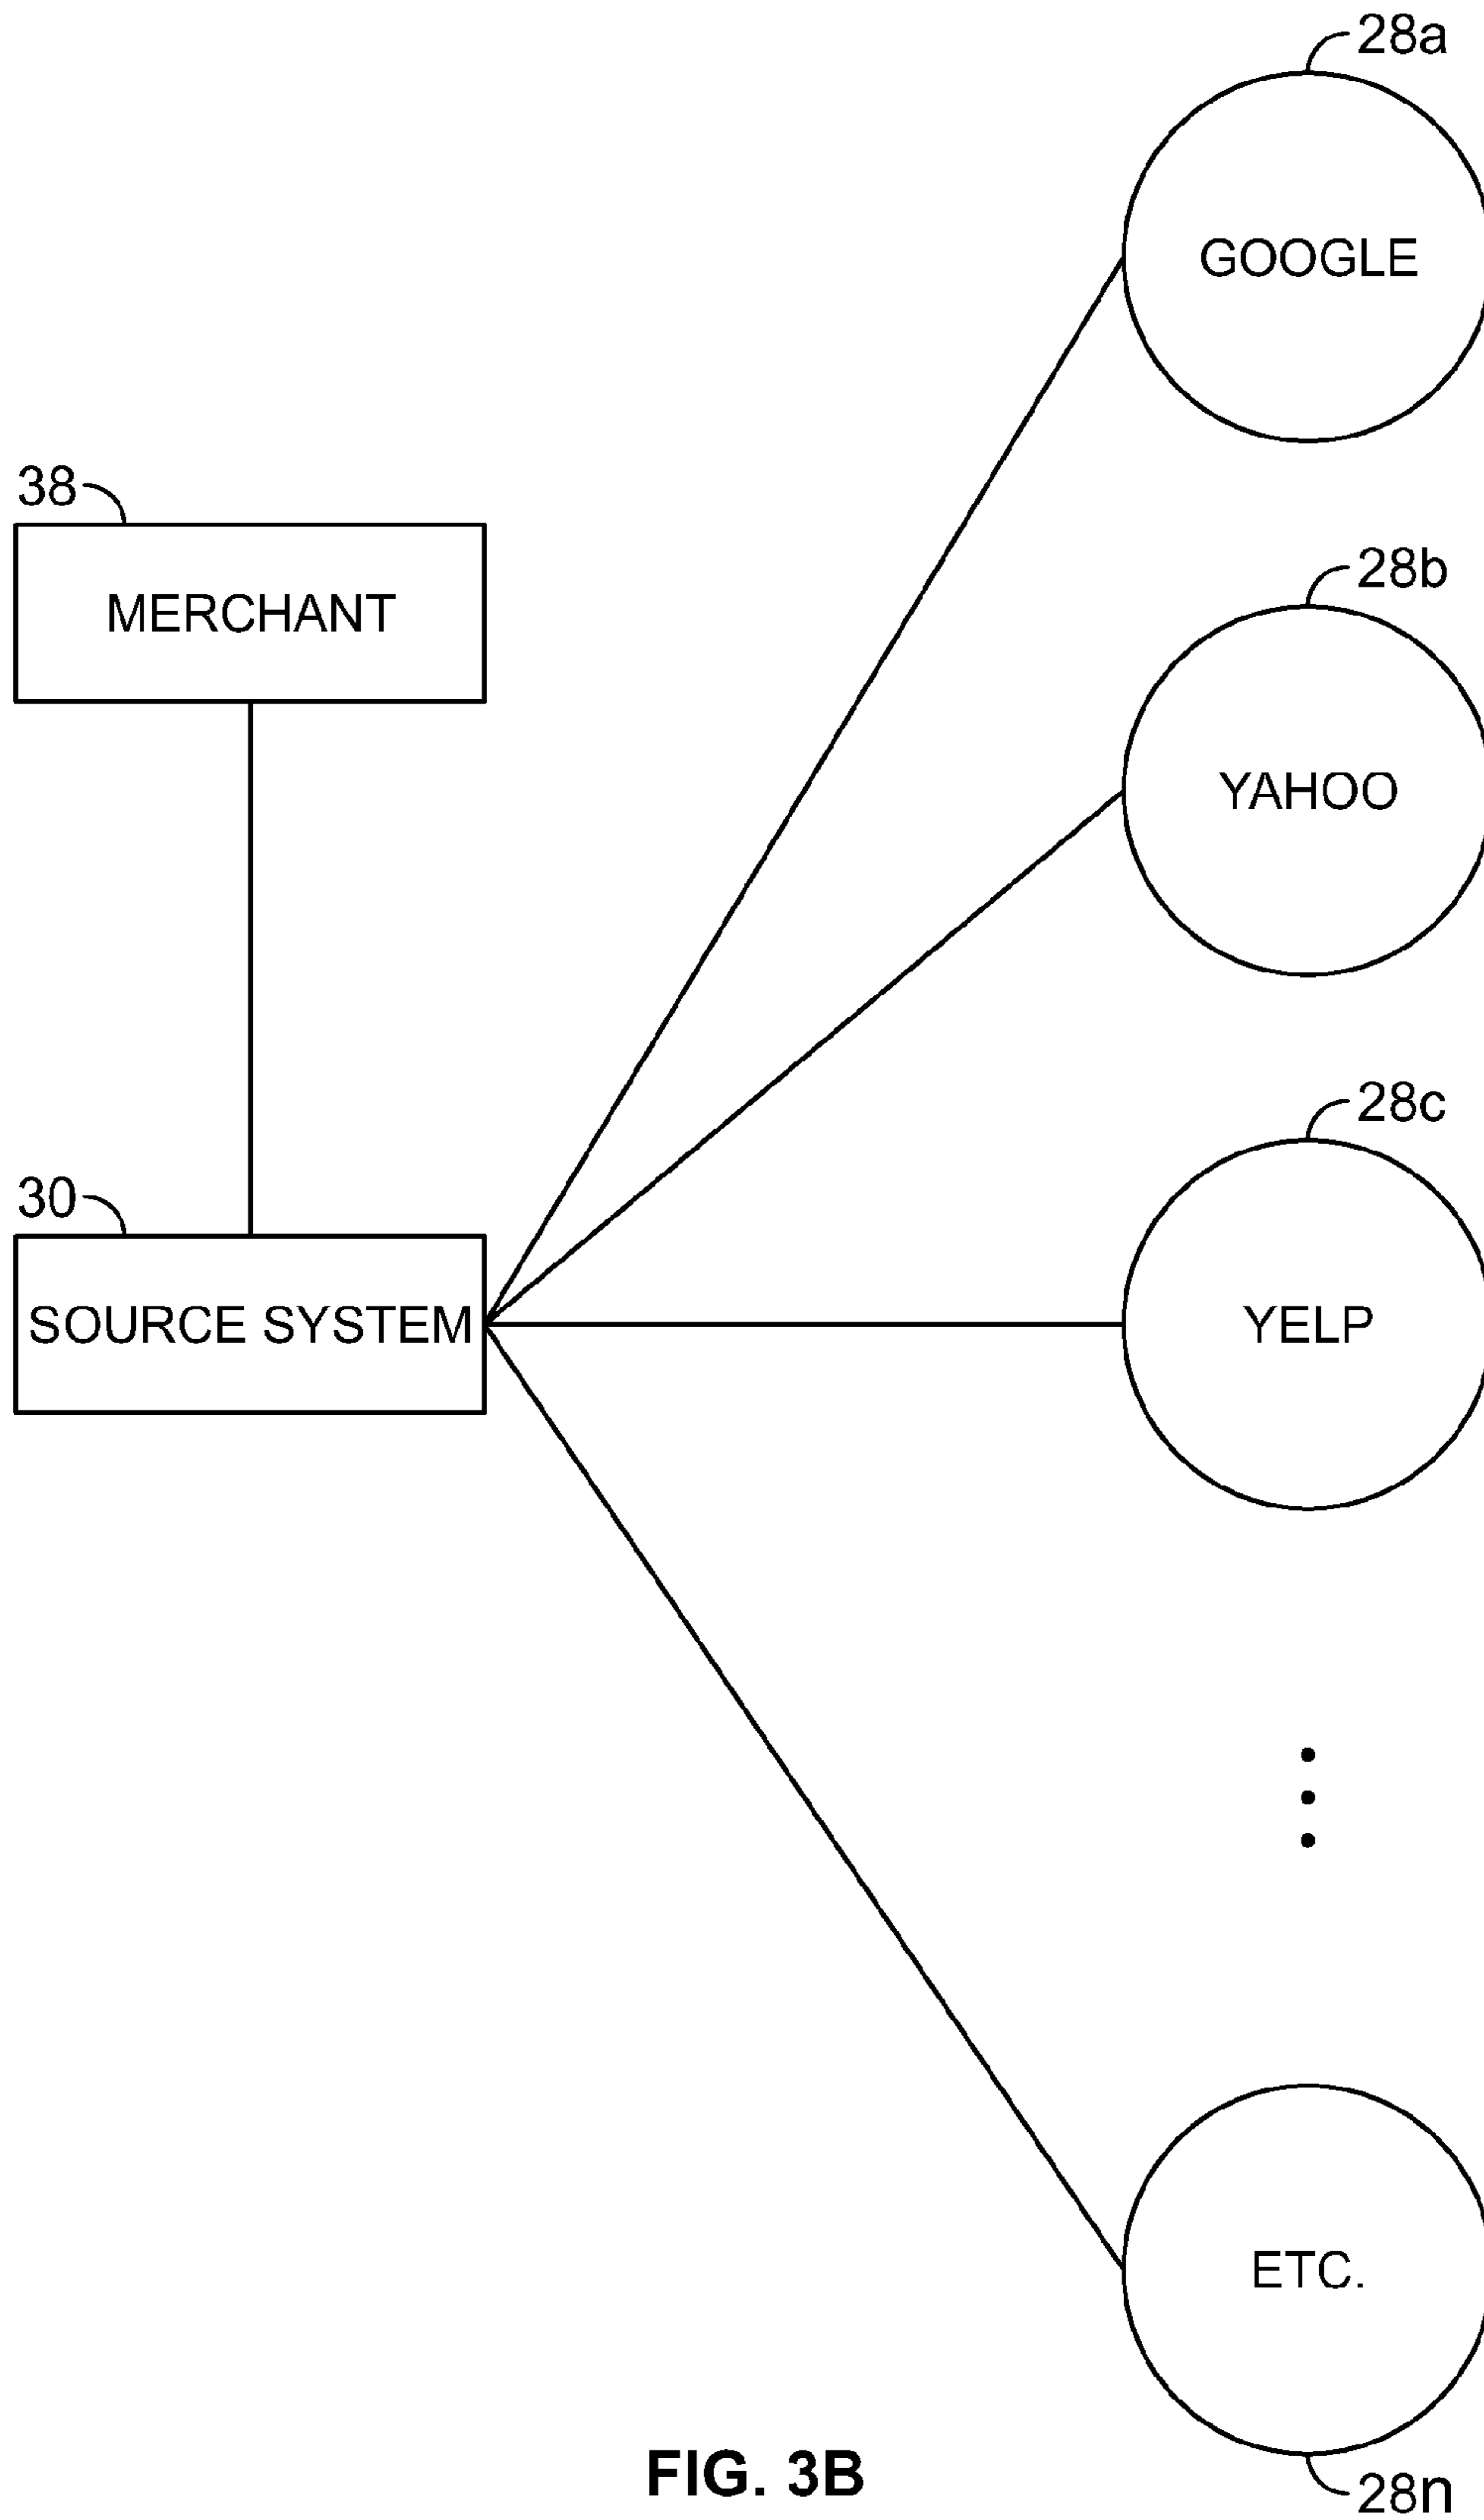 28a
GOOGLE
38
MERCHANT
28b
YAHOO
28c
30
SOURCE SYSTEM
YELP
ETC.
FIG. 3B
28n